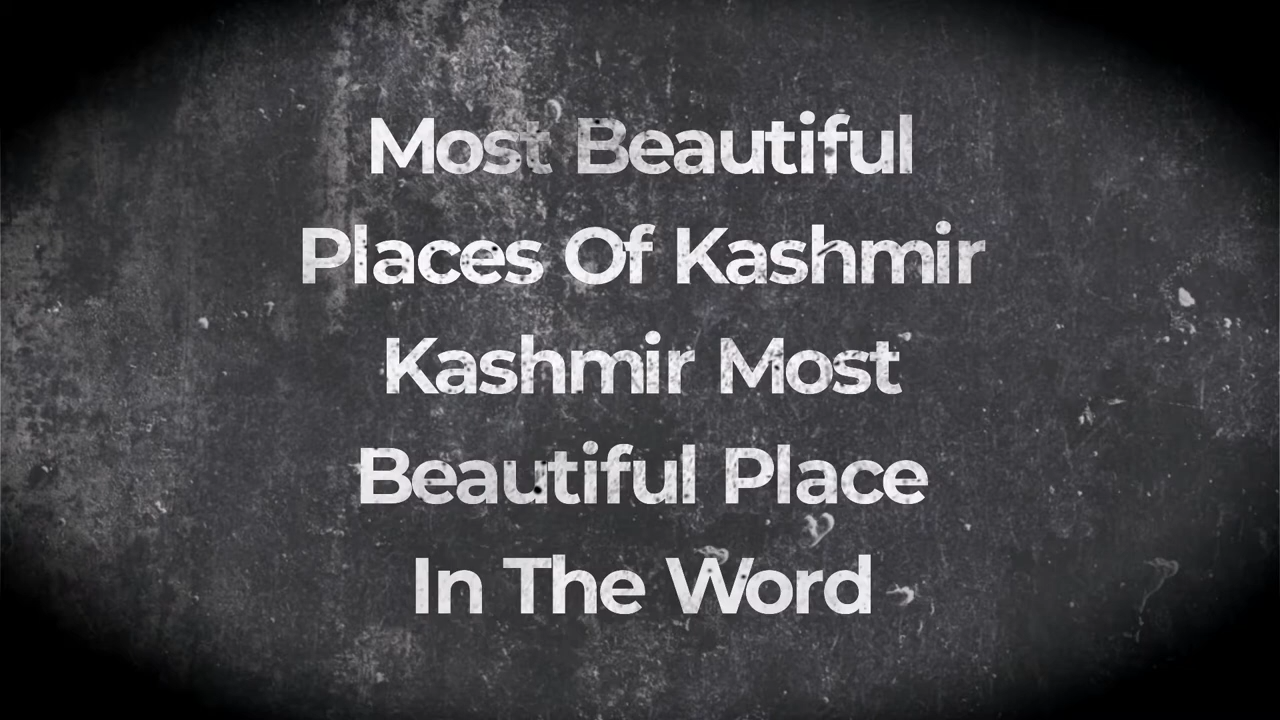 Most Beautiful
Places Of Kashmir
Kashmir Most
Beautiful Place
In The Word